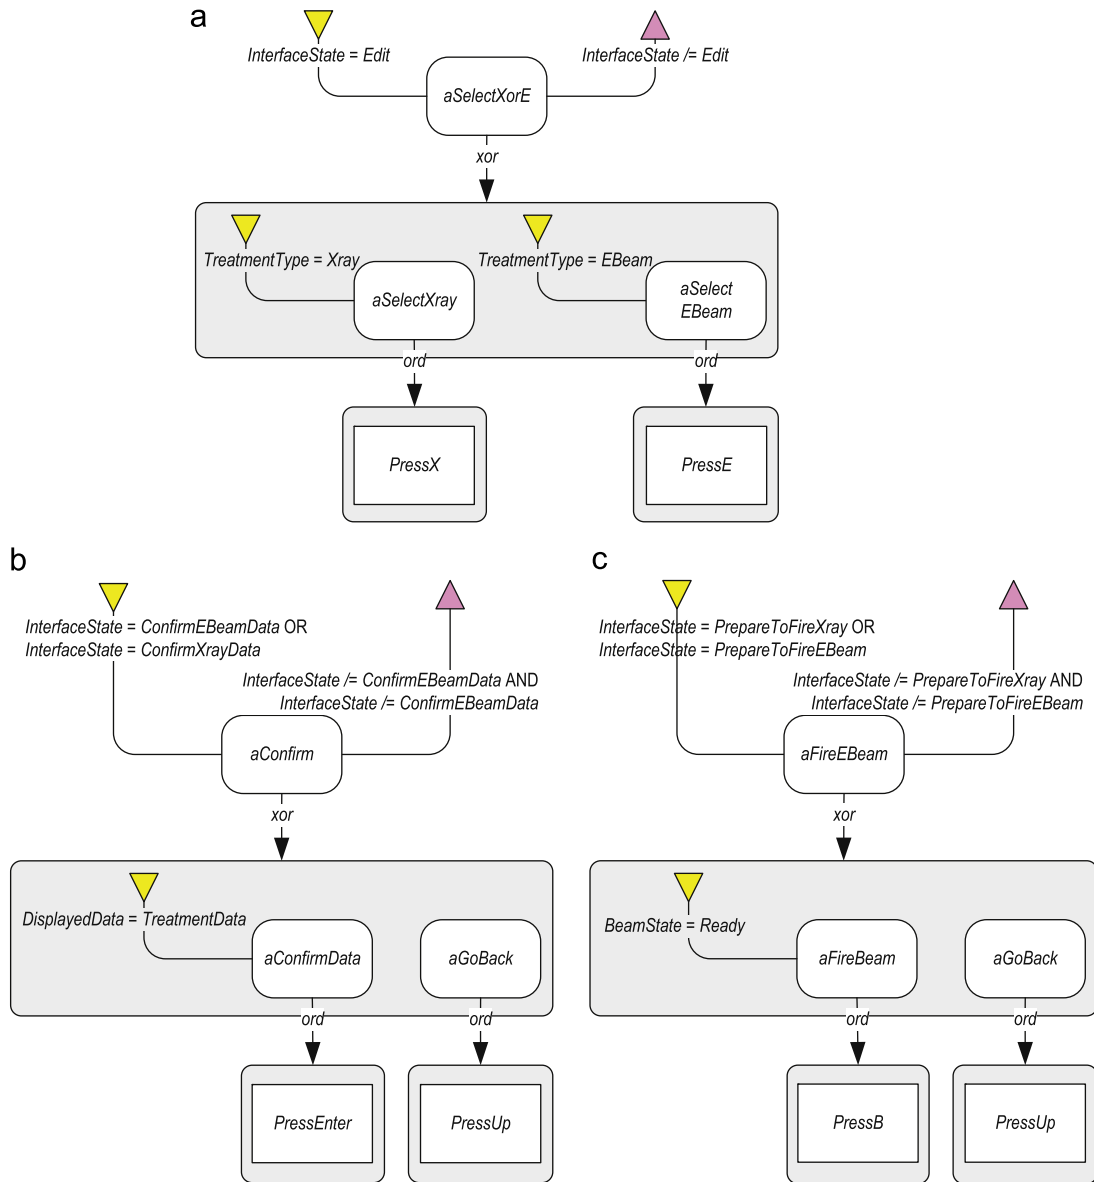 a
InterfaceState = Edit
InterfaceState /= Edit
aSelectXorE
xor
TreatmentType = Xray
TreatmentType = EBeam
aSelectXray
aSelect
EBeam
ord
ord
PressX
PressE
b
InterfaceState = ConfirmEBeamData OR
InterfaceState = ConfirmXrayData
InterfaceState /= ConfirmEBeamData AND
InterfaceState /= ConfirmEBeamData
aConfirm
xor
DisplayedData = TreatmentData
aConfirmData
aGoBack
ord
ord
PressEnter
PressUp
c
InterfaceState = PrepareToFireXray OR
InterfaceState = PrepareToFireEBeam
InterfaceState /= PrepareToFireXray AND
InterfaceState /= PrepareToFireEBeam
aFireEBeam
xor
BeamState = Ready
aFireBeam
aGoBack
ord
ord
PressB
PressUp